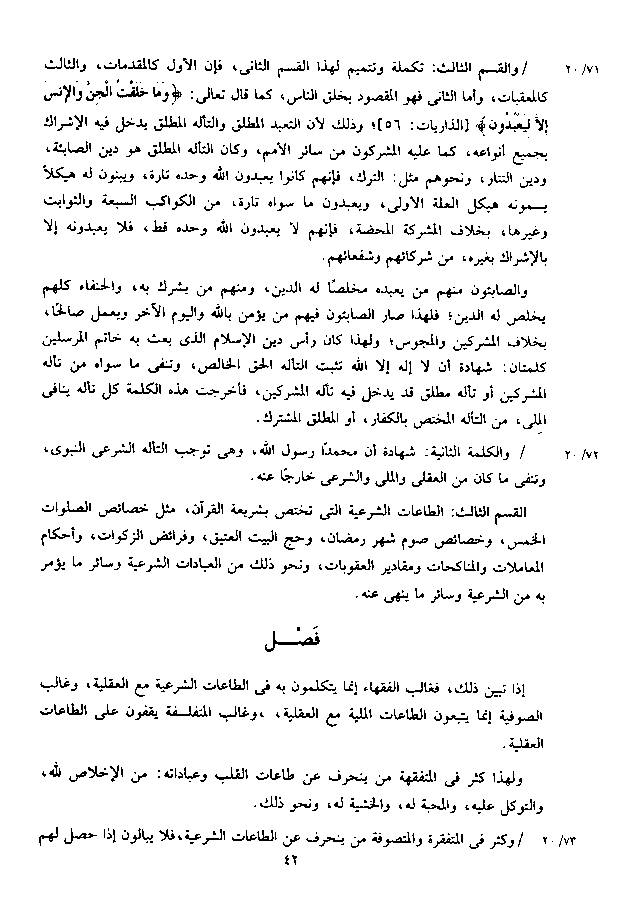 ٢٠/٧١ / والقسم الثالث: تكملة وتتميم لهذا القسم الثانى، فإن الأول كالمقدمات، والثالث
كالمعقبات، وأما الثانى فهو المقصود بخلق الناس، كما قال تعالى: ﴿وَمَا خَلَقْتُ الْجِنَّ وَالإِنسَ
إِلاَّ لِيَعْبُدُونِ﴾ [الذاريات: ٥٦]؛ وذلك لأن التعبد المطلق والتأله المطلق يدخل فيه الإشراك
بجميع أنواعه، كما عليه المشركون من سائر الأمم، وكان التأله المطلق هو دين الصابئة،
ودين التتار، ونحوهم مثل: الترك، فإنهم كانوا يعبدون الله وحده تارة، ويبنون له هيكلاً
يسمونه هيكل العلة الأولى، ويعبدون ما سواه تارة، من الكواكب السبعة والثوابت
وغيرها، بخلاف المشركة المحضة، فإنهم لا يعبدون الله وحده قط، فلا يعبدونه إلا
بالإشراك بغيره، من شركائهم وشفعائهم.
والصابئون منهم من يعبده مخلصًا له الدين، ومنهم من يشرك به، والحنفاء كلهم
يخلص له الدين؛ فلهذا صار الصابئون فيهم من يؤمن بالله واليوم الآخر ويعمل صالحًا،
بخلاف المشركين والمجوس؛ ولهذا كان رأس دين الإسلام الذى بعث به خاتم المرسلين
كلمتان: شهادة أن لا إله إلا الله تثبت التأله الحق الخالص، وتنفى ما سواه من تأله
المشركين أو تأله مطلق قد يدخل فيه تأله المشركين، فأخرجت هذه الكلمة كل تأله ينافى
المِلى، من التأله المختص بالكفار، أو المطلق المشترك.
٢٠/٧٢ / والكلمة الثانية: شهادة أن محمدًا رسول الله، وهى توجب التأله الشرعى النبوى،
وتنفى ما كان من العقلى والملى والشرعى خارجًا عنه.
القسم الثالث: الطاعات الشرعية التى تختص بشريعة القرآن، مثل خصائص الصلوات
الخمس، وخصائص صوم شهر رمضان، وحج البيت العتيق، وفرائض الزكوات، وأحكام
المعاملات والمناكحات ومقادير العقوبات، ونحو ذلك من العبادات الشرعية وسائر ما يؤمر
به من الشرعية وسائر ما ينهى عنه.
فَصْــل
إذا تبين ذلك، فغالب الفقهاء إنما يتكلمون به فى الطاعات الشرعية مع العقلية، وغالب
الصوفية إنما يتبعون الطاعات الملية مع العقلية، ،وغالب المتفلسفة يقفون على الطاعات
العقلية.
ولهذا كثر فى المتفقهة من ينحرف عن طاعات القلب وعباداته: من الإخلاص لله،
والتوكل عليه، والمحبة له، والخشية له، ونحو ذلك.
٢٠/٧٣ / وكثر فى المتفقرة والمتصوفة من ينحرف عن الطاعات الشرعية،فلا يبالون إذا حصل لهم
٤٢